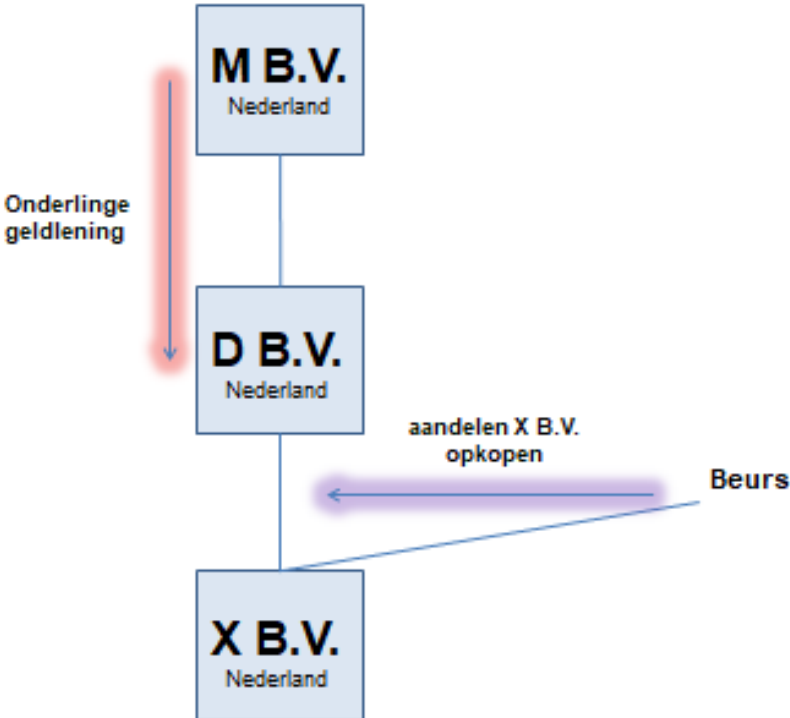 M B.V.
Nederland
Onderlinge
geldlening
D B.V.
Nederland
aandelen X B.V.
opkopen
Beurs
X B.V.
Nederland